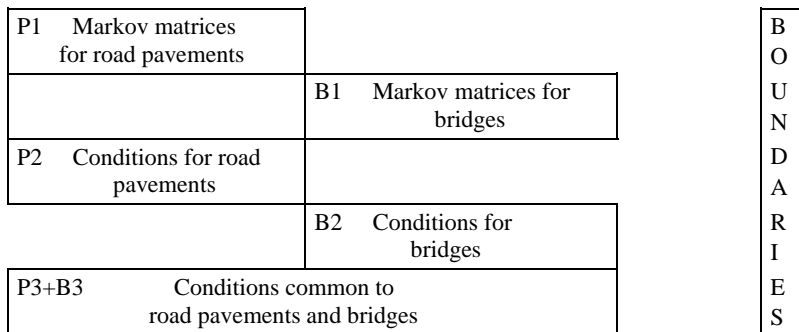 P1 Markov matrices
for road pavements
B1 Markov matrices for
bridges
P2 Conditions for road
pavements
B2 Conditions for
bridges
P3+B3 Conditions common to
road pavements and bridges
B
O
U
N
D
A
R
I
E
S